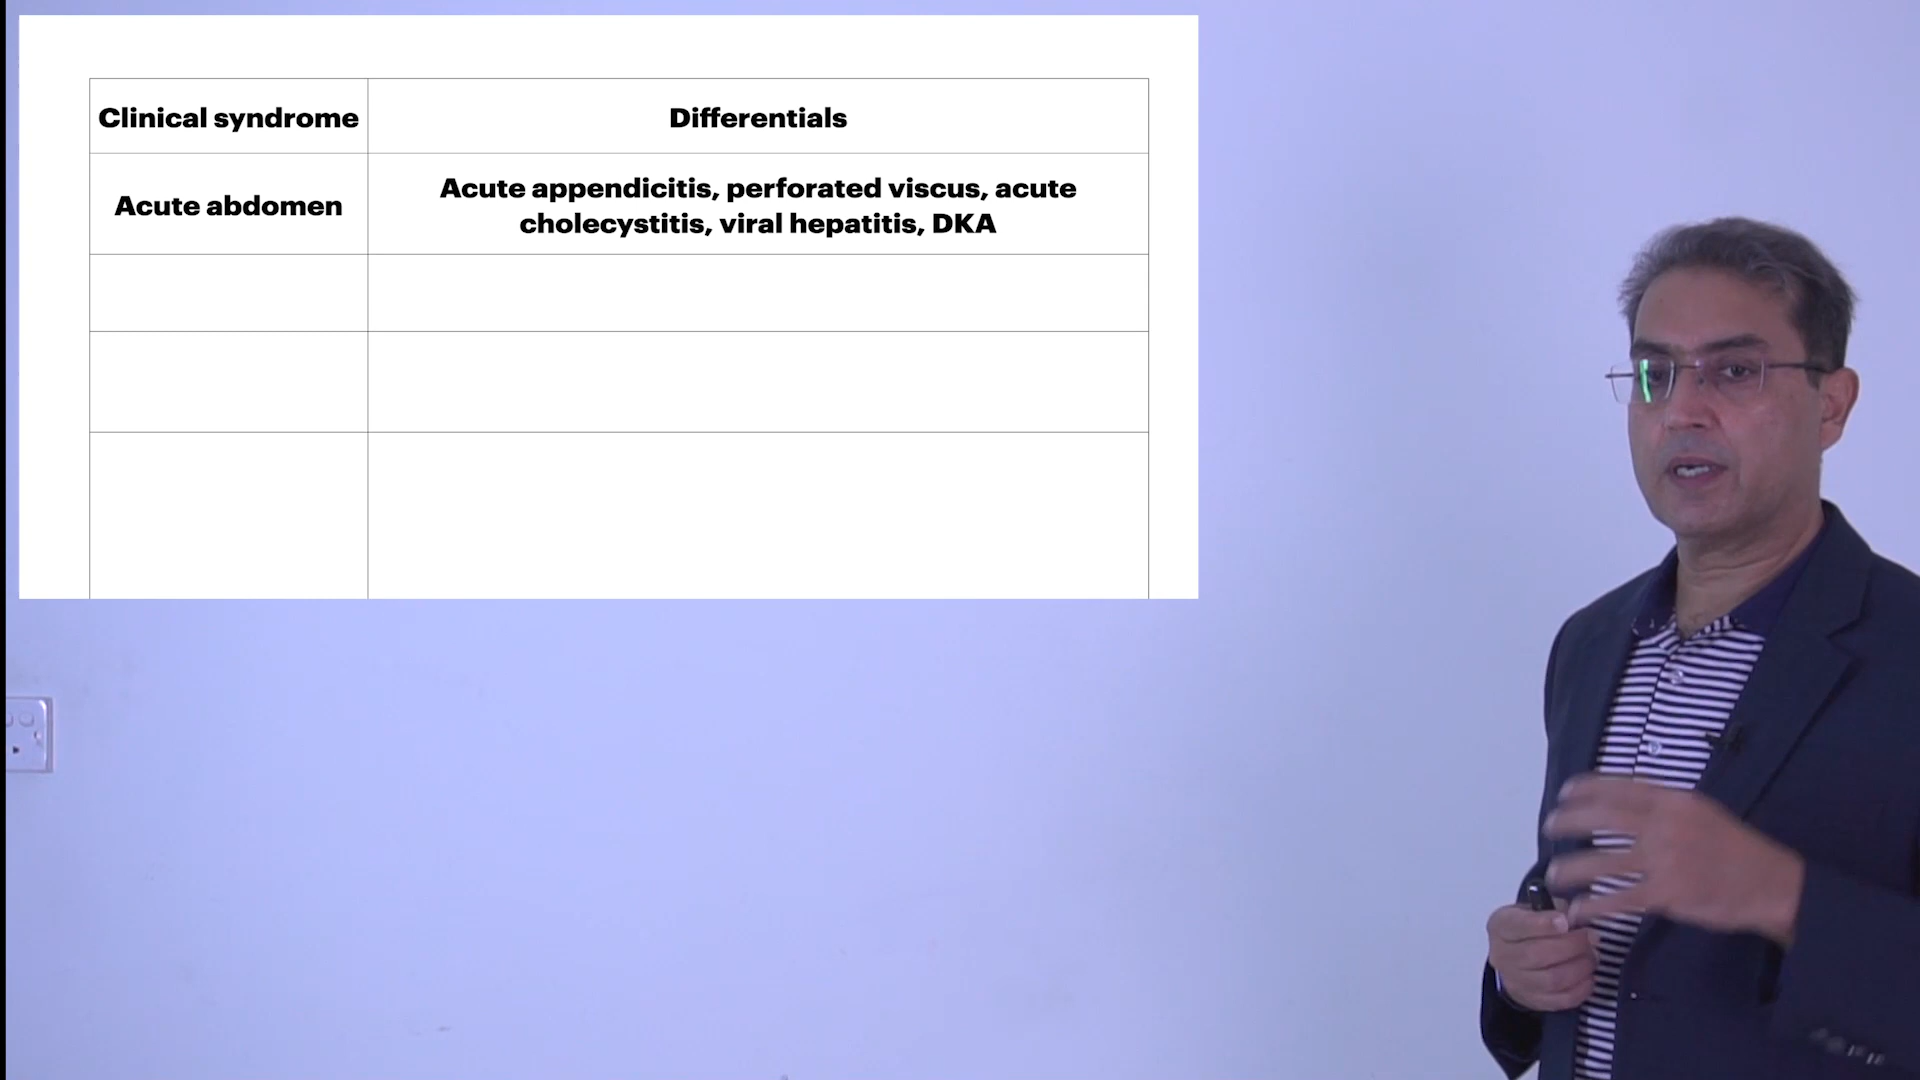 Clinical syndrome
Differentials
Acute abdomen
Acute appendicitis, perforated viscus, acute
cholecystitis, viral hepatitis, DKA